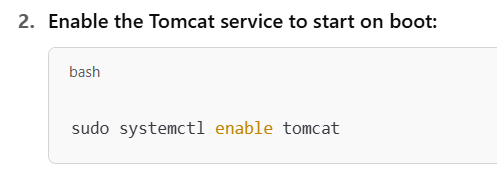 2. Enable the Tomcat service to start on boot:
bash
sudo systemctl enable tomcat